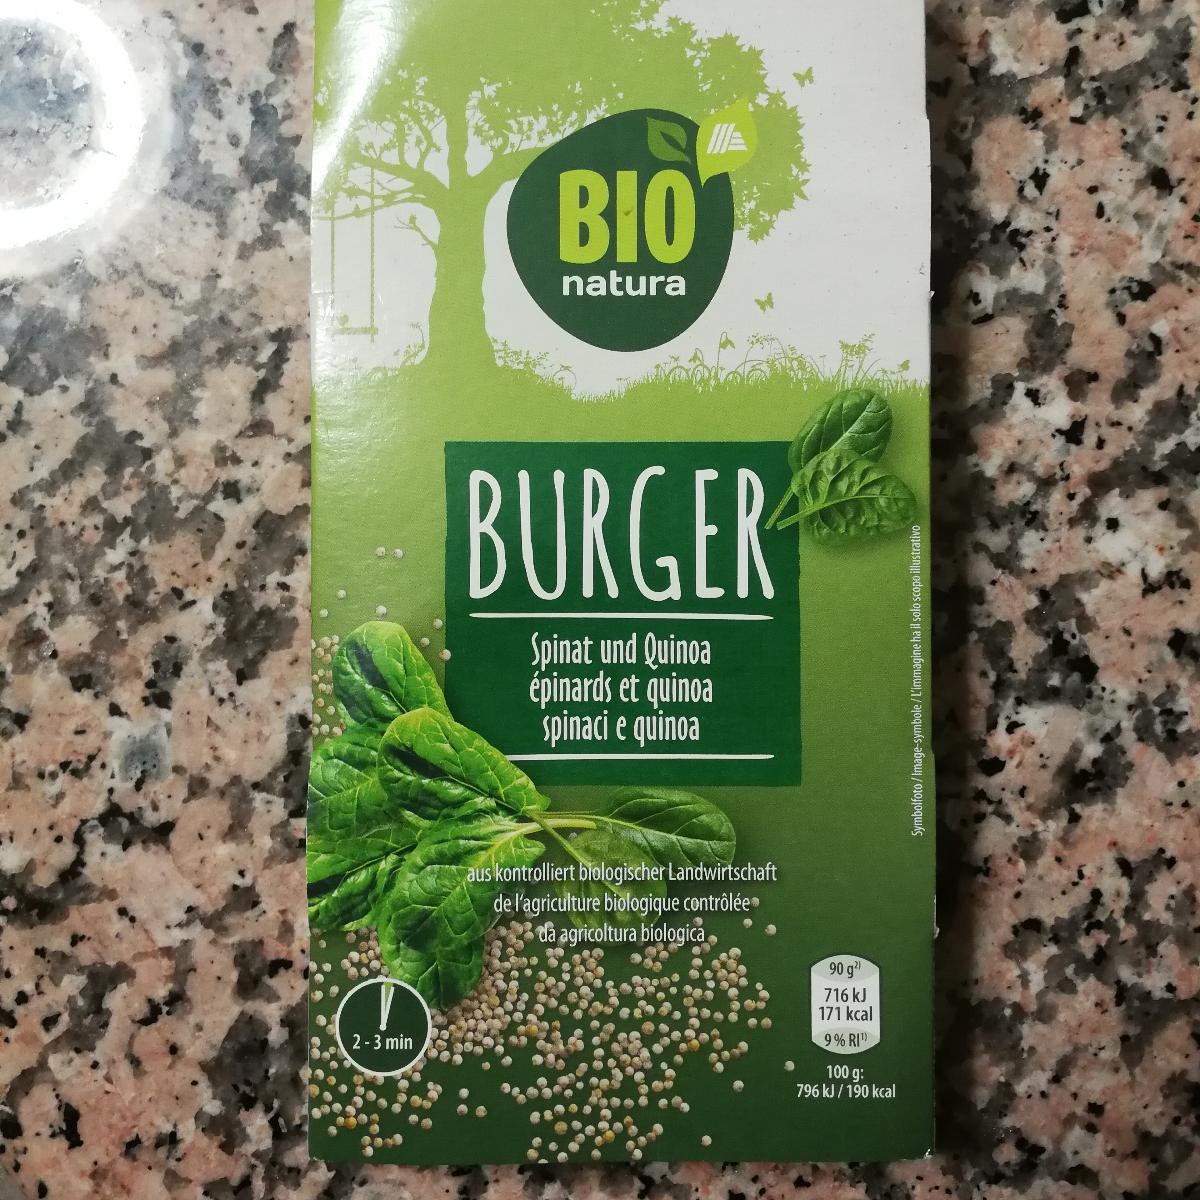 BIO
natura
BURGER
Spinat und Quinoa
épinards et quinoa
spinaci e quinoa
Symbolfoto / Image-symbole / L'immagine ha il solo scopo illustrativo
aus kontrolliert biologischer Landwirtschaft
de l'agriculture biologique contrôlée
da agricoltura biologica
2 - 3 min
90 g²⁾
716 kJ
171 kcal
9 % RI¹⁾
100 g:
796 kJ / 190 kcal